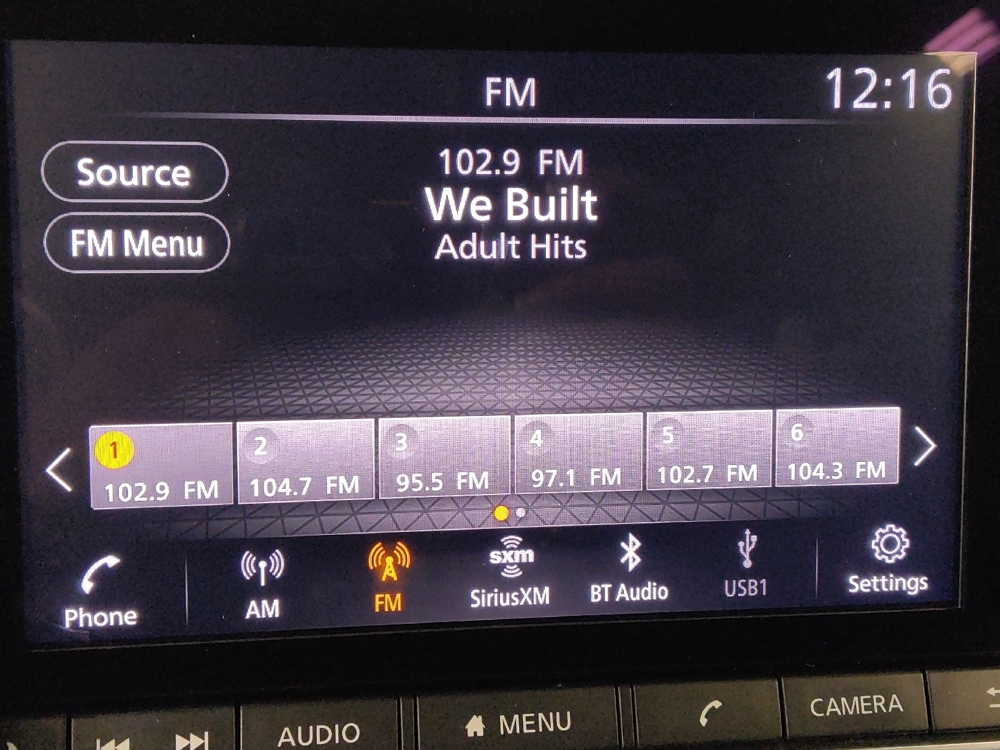 FM
12:16
Source
FM Menu
102.9 FM
We Built
Adult Hits
1
102.9 FM
2
104.7 FM
3
95.5 FM
4
97.1 FM
5
102.7 FM
6
104.3 FM
Phone
AM
FM
sxm
SiriusXM
BT Audio
USB1
Settings
AUDIO
MENU
CAMERA